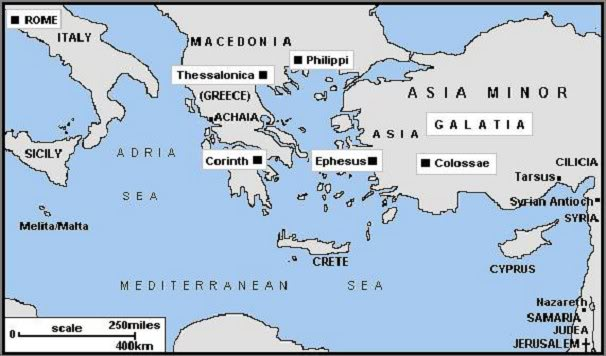 ROME
ITALY
MACEDONIA
Philippi
Thessalonica
(GREECE)
ACHAIA
ASIA MINOR
GALATIA
ASIA
ADRIA
SEA
SICILY
Corinth
Ephesus
Colossae
CILICIA
Tarsus
Syrian Antioch
SYRIA
Melita/Malta
CRETE
CYPRUS
MEDITERRANEAN SEA
Nazareth
SAMARIA
JUDEA
JERUSALEM
scale 250miles
0
400km